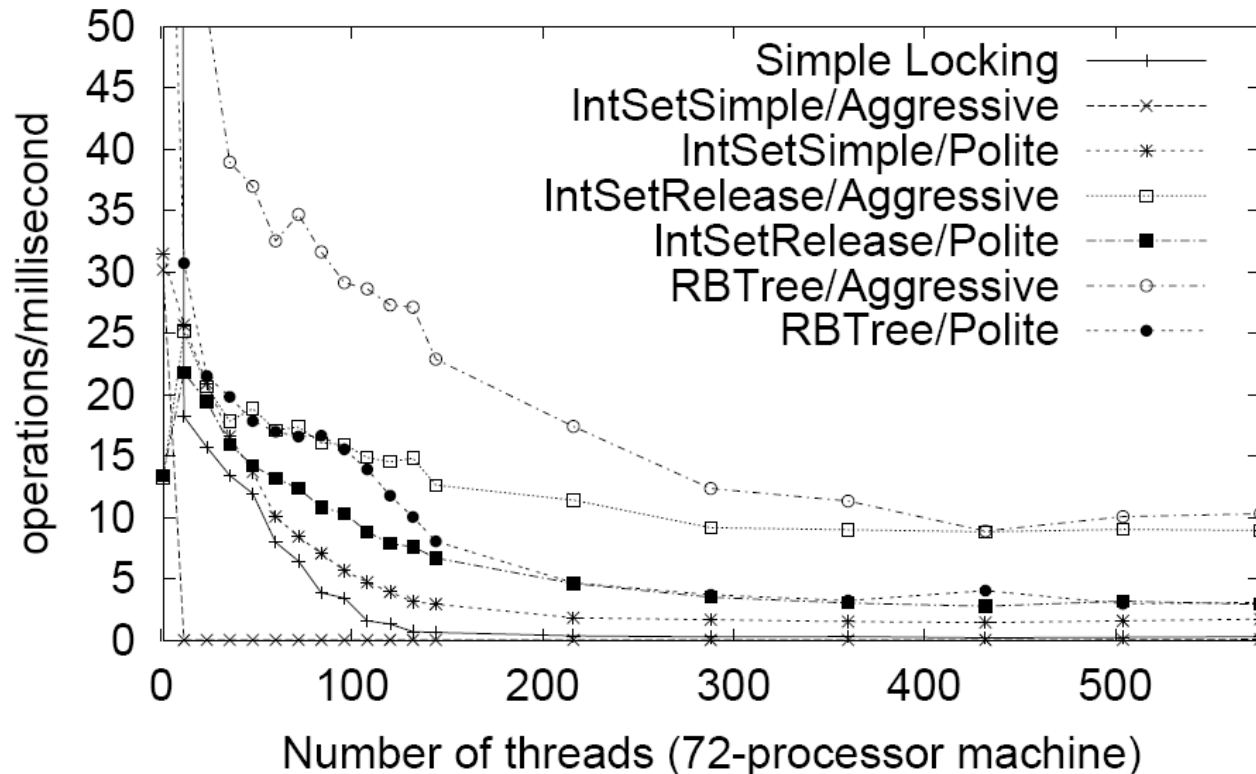 50
45
40
35
30
25
20
15
10
5
0
operations/millisecond
Simple Locking
IntSetSimple/Aggressive
IntSetSimple/Polite
IntSetRelease/Aggressive
IntSetRelease/Polite
RBTree/Aggressive
RBTree/Polite
0 100 200 300 400 500
Number of threads (72-processor machine)